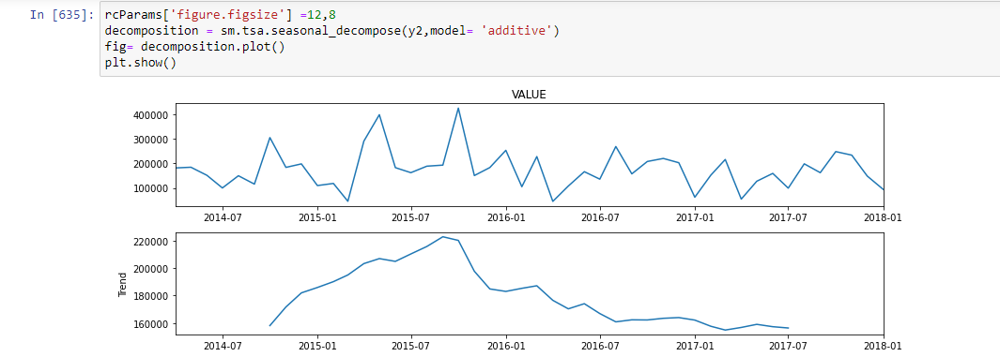 In [635]: rcParams['figure.figsize'] =12,8
decomposition = sm.tsa.seasonal_decompose(y2,model= 'additive')
fig= decomposition.plot()
plt.show()
VALUE
400000
300000
200000
100000
2014-07 2015-01 2015-07 2016-01 2016-07 2017-01 2017-07 2018-01
Trend
220000
200000
180000
160000
2014-07 2015-01 2015-07 2016-01 2016-07 2017-01 2017-07 2018-01